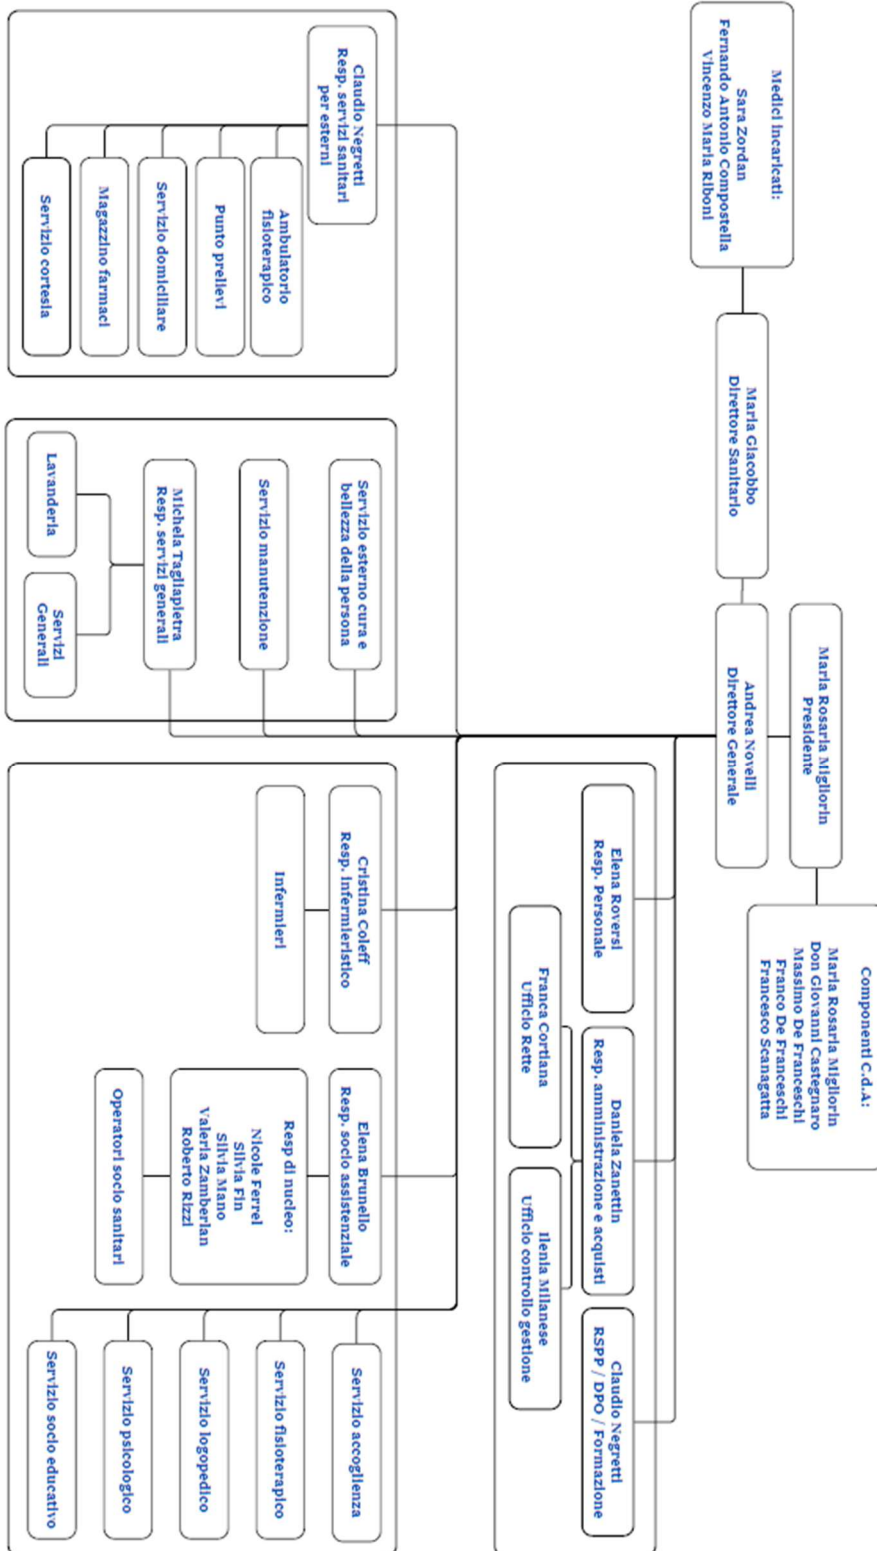 Medici incaricati:
Sara Zordan
Fernando Antonio Compostella
Vincenzo Maria Riboni
Maria Giacobbo
Direttore Sanitario
Maria Rosaria Migliorin
Presidente
Andrea Novelli
Direttore Generale
Componenti C.d.A:
Maria Rosaria Migliorin
Don Giovanni Castegnaro
Massimo De Franceschi
Franco De Franceschi
Francesco Scanagatta
Elena Roversi
Resp. Personale
Daniela Zanettin
Resp. amministrazione e acquisti
Claudio Negretti
RSPP / DPO / Formazione
Franca Cortiana
Ufficio Rette
Ilenia Milanese
Ufficio controllo gestione
Claudio Negretti
Resp. servizi sanitari
per esterni
Ambulatorio
fisioterapico
Punto prelievi
Servizio domiciliare
Magazzino farmaci
Servizio cortesia
Servizio esterno cura e
bellezza della persona
Servizio manutenzione
Michela Tagliapietra
Resp. servizi generali
Lavanderia
Servizi
Generali
Cristina Coleff
Resp. infermieristico
Infermieri
Elena Brunello
Resp. socio assistenziale
Resp di nucleo:
Nicole Ferrel
Silvia Fin
Silvia Mano
Valeria Zamberlan
Roberto Rizzi
Operatori socio sanitari
Servizio accoglienza
Servizio fisioterapico
Servizio logopedico
Servizio psicologico
Servizio socio educativo